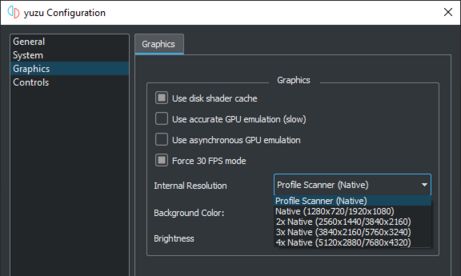 yuzu Configuration
General
System
Graphics
Controls
Graphics
Graphics
Use disk shader cache
Use accurate GPU emulation (slow)
Use asynchronous GPU emulation
Force 30 FPS mode
Internal Resolution
Profile Scanner (Native)
Profile Scanner (Native)
Native (1280x720/1920x1080)
2x Native (2560x1440/3840x2160)
3x Native (3840x2160/5760x3240)
4x Native (5120x2880/7680x4320)
Background Color:
Brightness